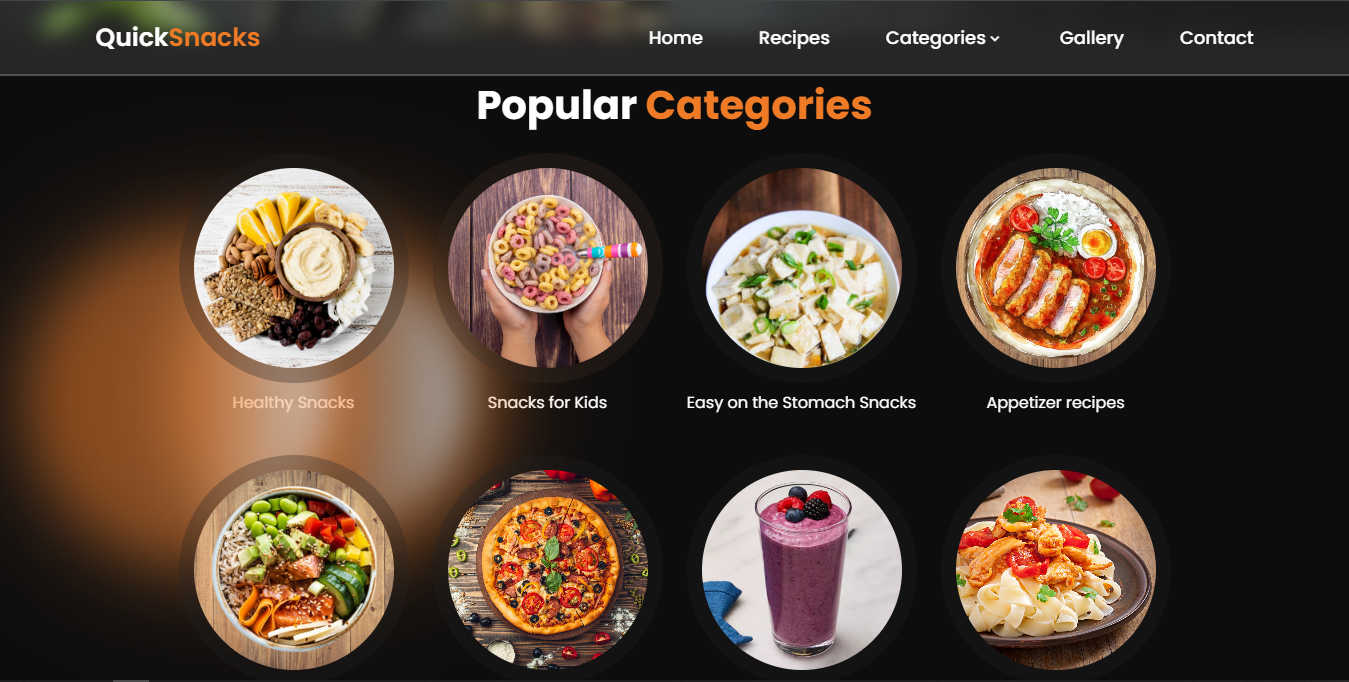 QuickSnacks
Home Recipes Categories Gallery Contact
Popular Categories
Healthy Snacks
Snacks for Kids
Easy on the Stomach Snacks
Appetizer recipes